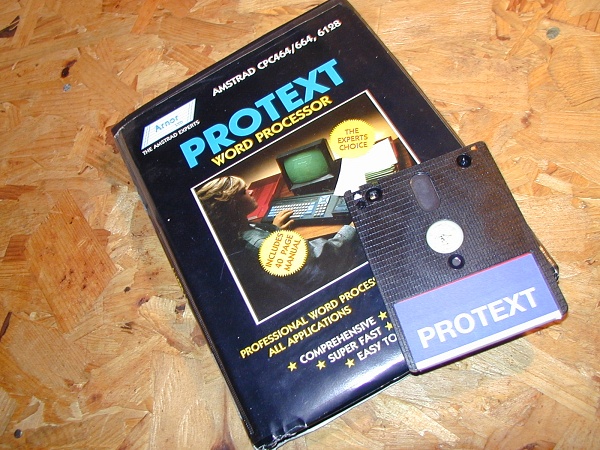 AMSTRAD CPC464/664, 6128
Arnor
THE AMSTRAD EXPERTS
PROTEXT
WORD PROCESSOR
THE
EXPERTS
CHOICE
INCLUDES
40 PAGE
MANUAL
PROFESSIONAL WORD PROCES
ALL APPLICATIONS
★ COMPREHENSIVE ★
★ SUPER FAST ★
★ EASY TO
PROTEXT